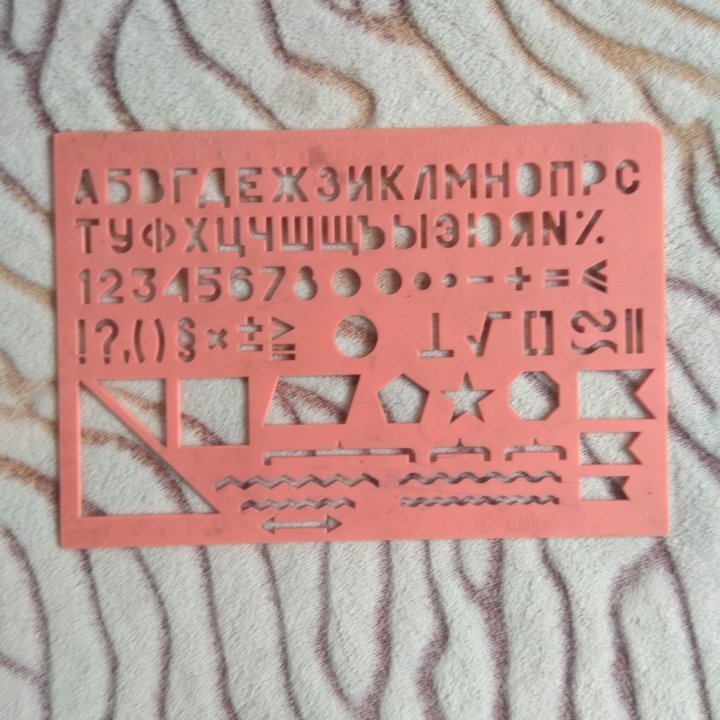 АБВГДЕЖЗИКЛМНОПРС
ТУФХЦЧШЩЪЫЭЮЯN%
12345678
- + = ≤
!?,()§×±≥
⊥√[]